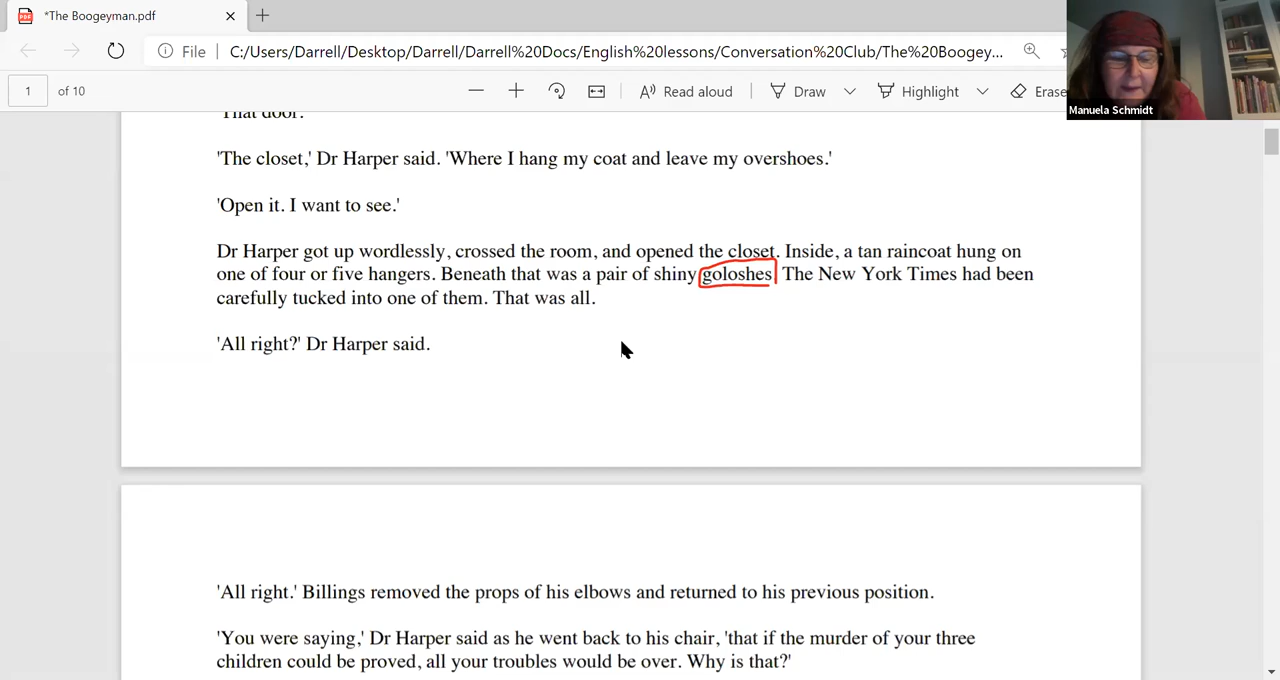 *The Boogeyman.pdf
File
C:/Users/Darrell/Desktop/Darrell/Darrell%20Docs/English%20lessons/Conversation%20Club/The%20Boogey...
1 of 10
Read aloud
Draw
Highlight
Erase
Manuela Schmidt
'That door.'
'The closet,' Dr Harper said. 'Where I hang my coat and leave my overshoes.'
'Open it. I want to see.'
Dr Harper got up wordlessly, crossed the room, and opened the closet. Inside, a tan raincoat hung on
one of four or five hangers. Beneath that was a pair of shiny goloshes. The New York Times had been
carefully tucked into one of them. That was all.
'All right?' Dr Harper said.
'All right.' Billings removed the props of his elbows and returned to his previous position.
'You were saying,' Dr Harper said as he went back to his chair, 'that if the murder of your three
children could be proved, all your troubles would be over. Why is that?'